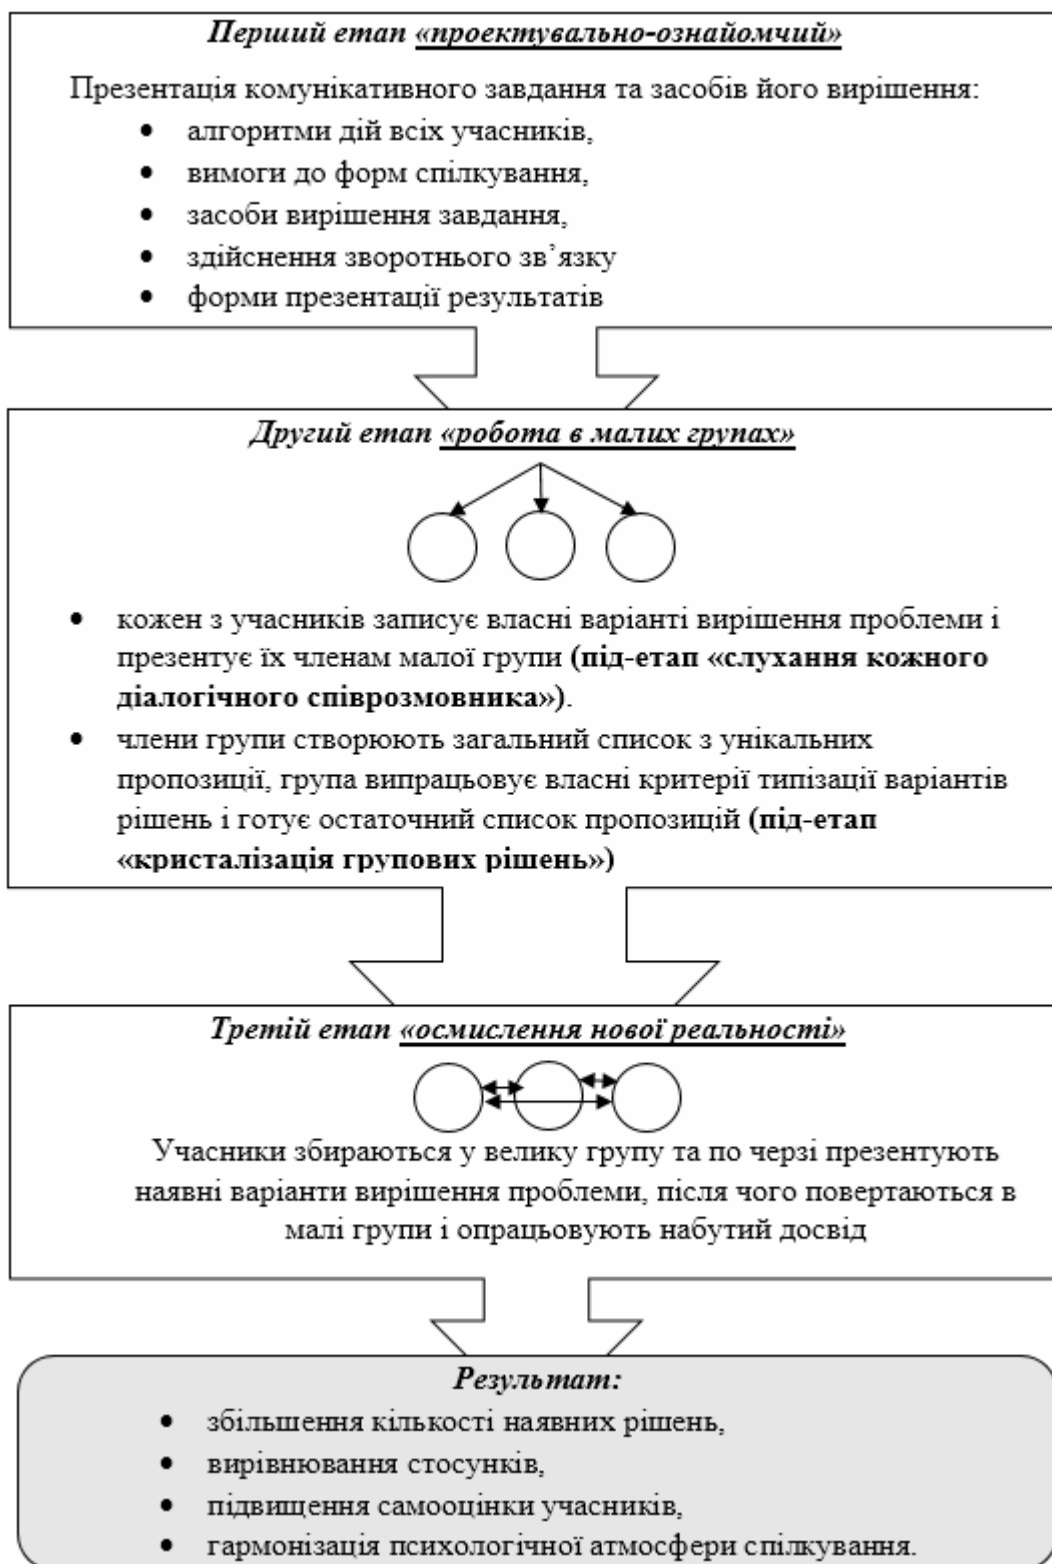 Перший етап «проектувально-ознайомчий»
Презентація комунікативного завдання та засобів його вирішення:
• алгоритми дій всіх учасників,
• вимоги до форм спілкування,
• засоби вирішення завдання,
• здійснення зворотнього зв’язку
• форми презентації результатів
Другий етап «робота в малих групах»
• кожен з учасників записує власні варіанті вирішення проблеми і
презентує їх членам малої групи (під-етап «слухання кожного
діалогічного співрозмовника»).
• члени групи створюють загальний список з унікальних
пропозиції, група випрацьовує власні критерії типізації варіантів
рішень і готує остаточний список пропозицій (під-етап
«кристалізація групових рішень»)
Третій етап «осмислення нової реальності»
Учасники збираються у велику групу та по черзі презентують
наявні варіанти вирішення проблеми, після чого повертаються в
малі групи і опрацьовують набутий досвід
Результат:
• збільшення кількості наявних рішень,
• вирівнювання стосунків,
• підвищення самооцінки учасників,
• гармонізація психологічної атмосфери спілкування.